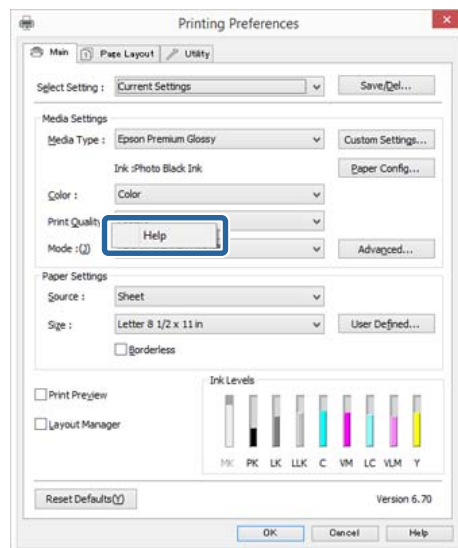 Printing Preferences
Main Page Layout Utility
Select Setting : Current Settings Save/Del...
Media Settings
Media Type : Epson Premium Glossy Custom Settings...
Ink :Photo Black Ink Paper Config...
Color : Color
Print Quality
Help
Mode :(J) Advanced...
Paper Settings
Source : Sheet
Size : Letter 8 1/2 x 11 in User Defined...
Borderless
Ink Levels
Print Preview
Layout Manager
MK PK LK LLK C VM LC VLM Y
Reset Defaults(Y) Version 6.70
OK Cancel Help